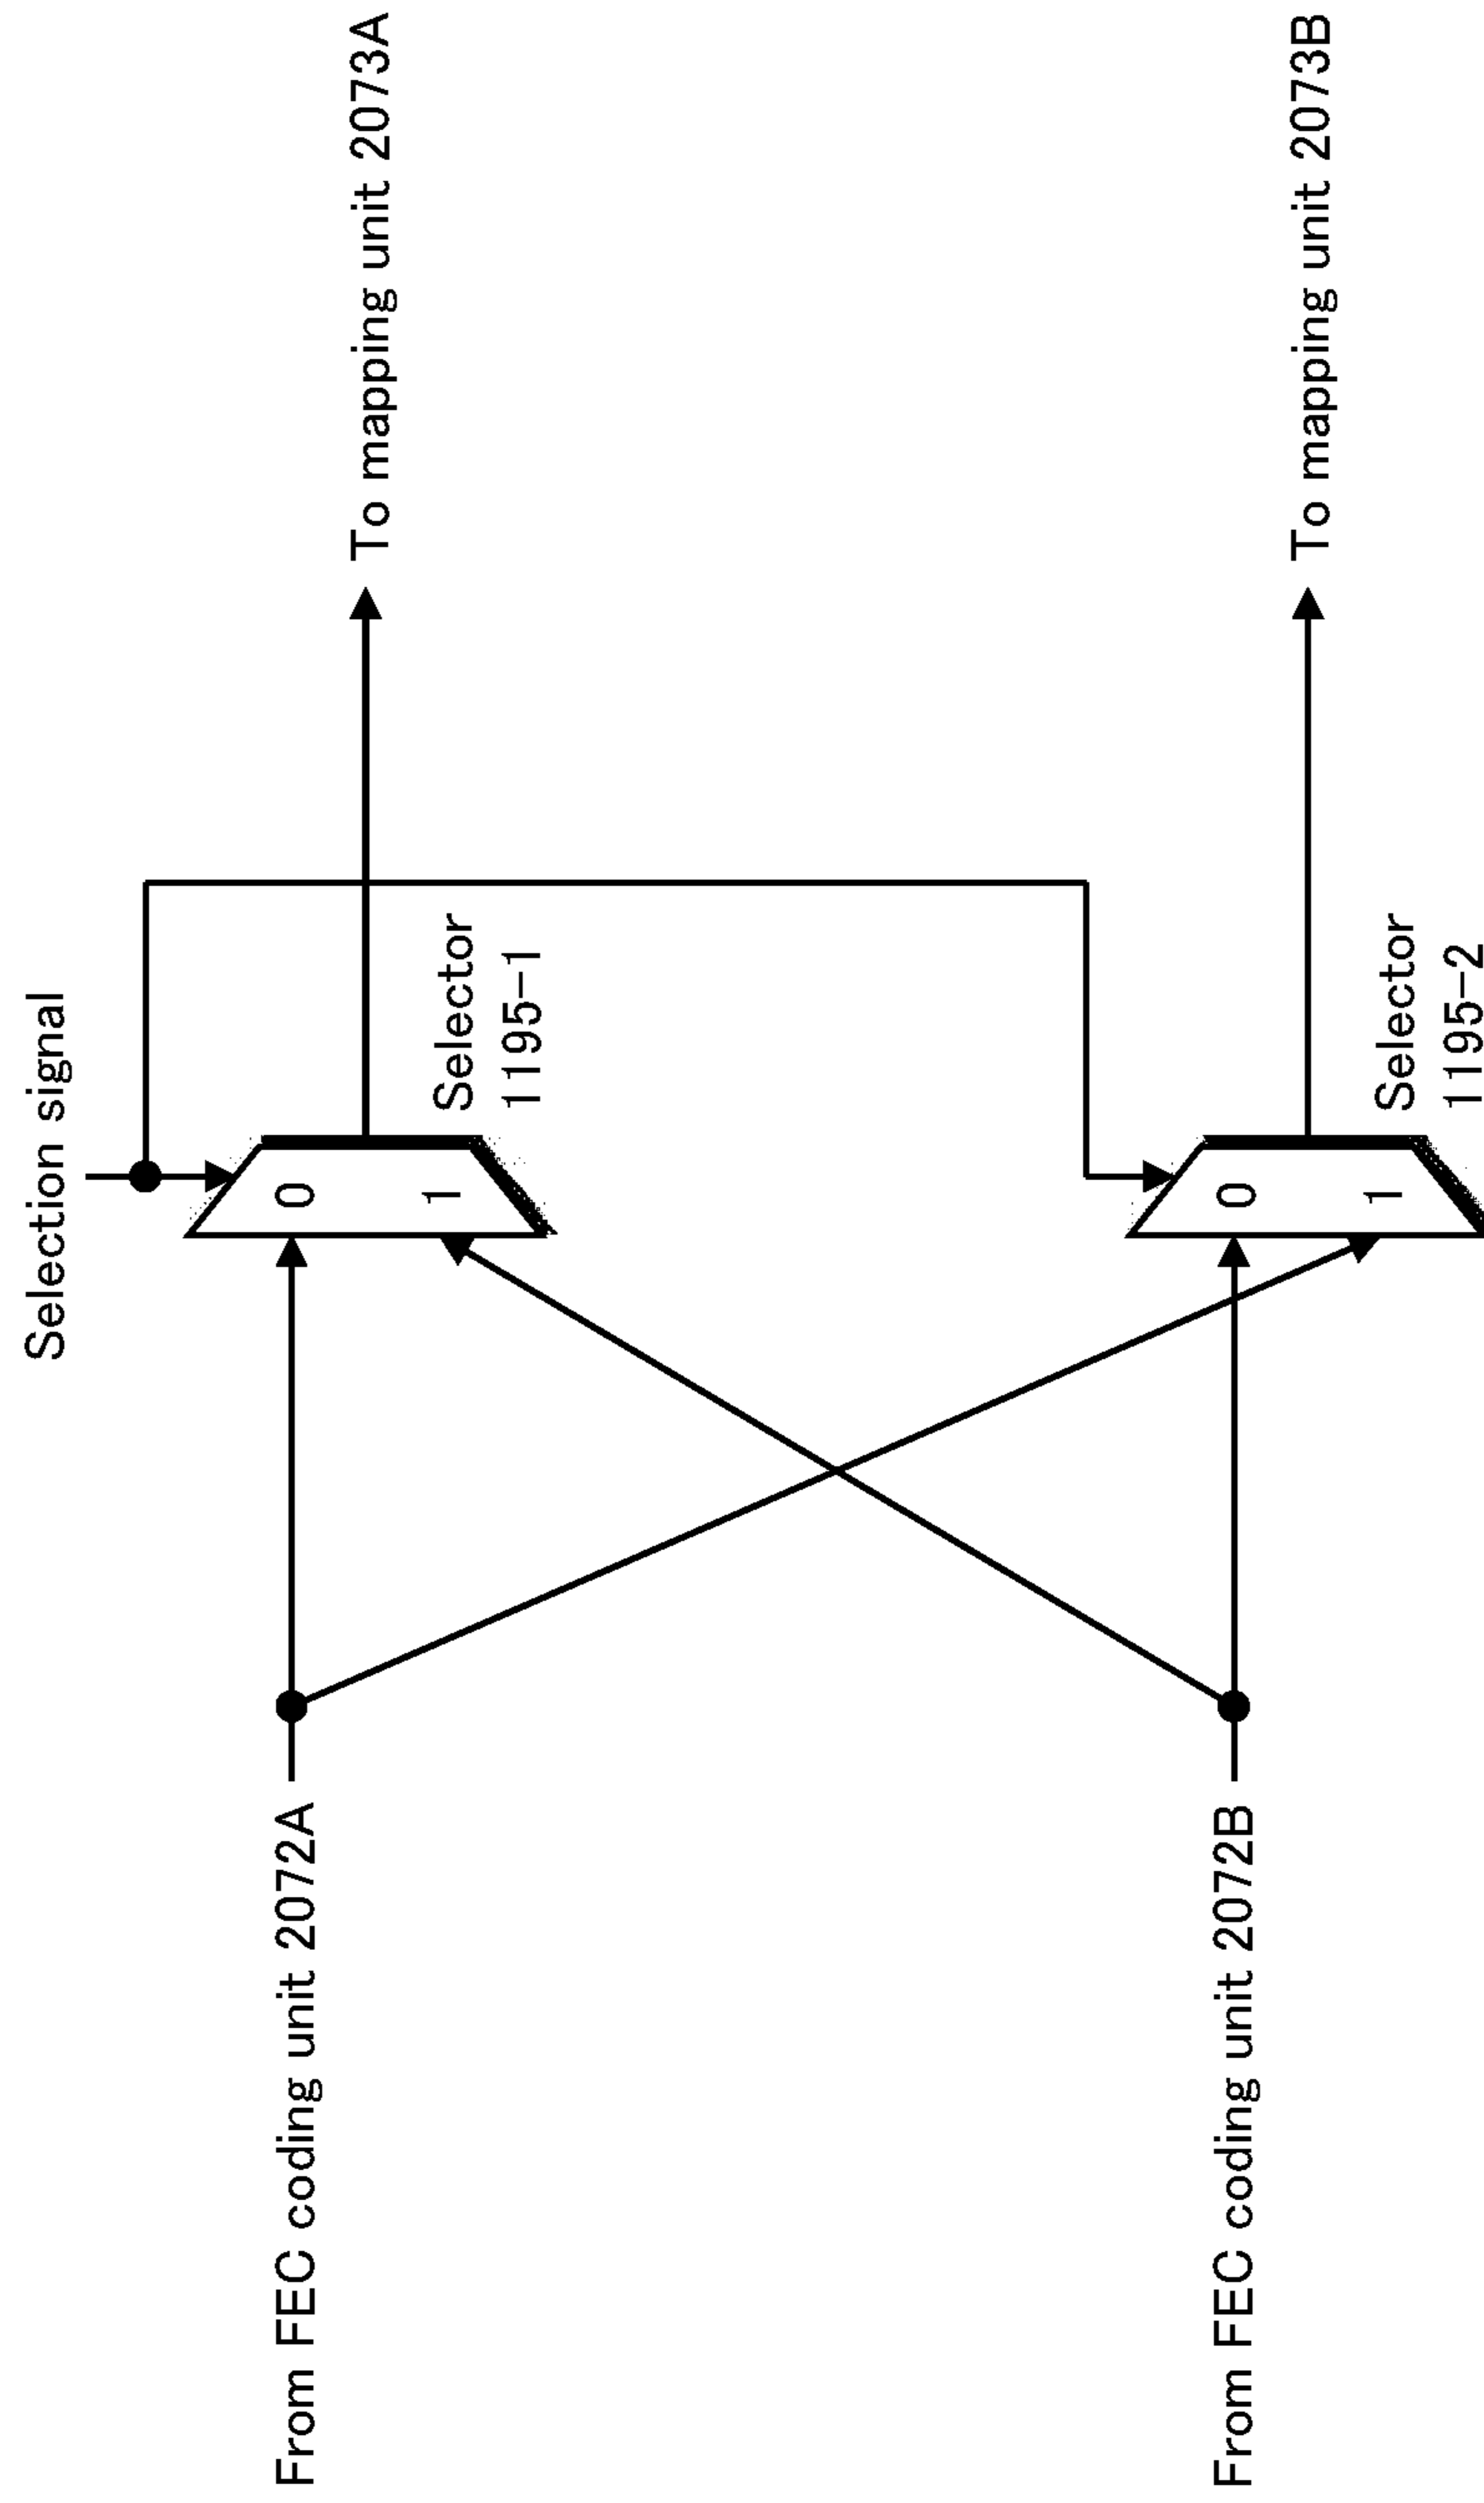 Selection signal
From FEC coding unit 2072A
0
1
To mapping unit 2073A
Selector
1195-1
From FEC coding unit 2072B
0
1
To mapping unit 2073B
Selector
1195-2